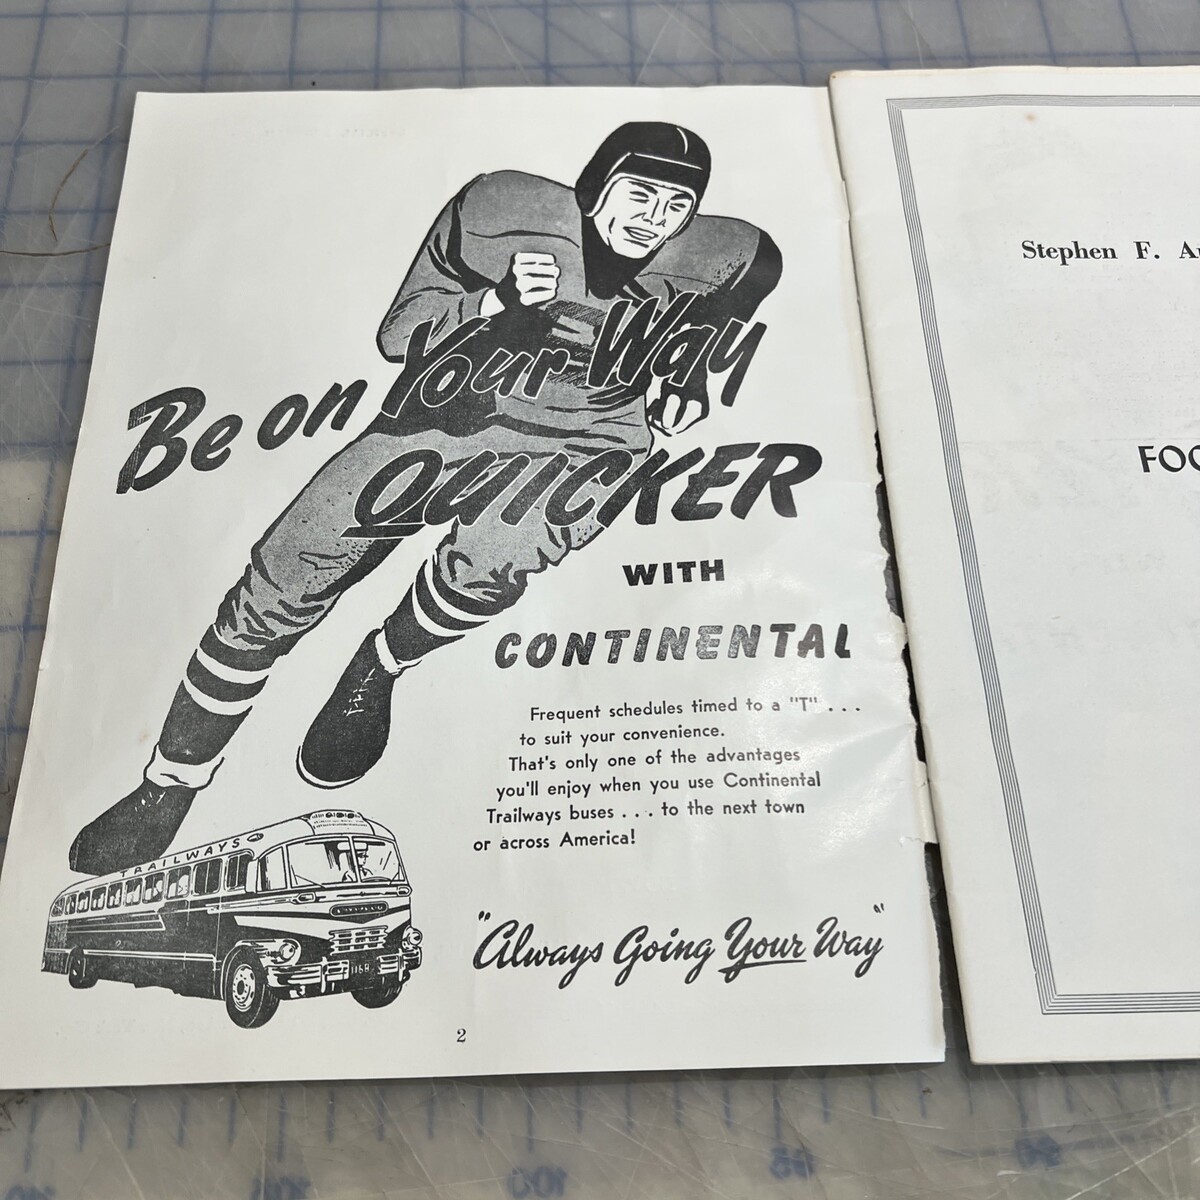 Be on Your Way
QUICKER
WITH
CONTINENTAL
Frequent schedules timed to a "T" . . .
to suit your convenience.
That's only one of the advantages
you'll enjoy when you use Continental
Trailways buses . . . to the next town
or across America!
TRAILWAYS
1168
"Always Going Your Way"
2
Stephen F.